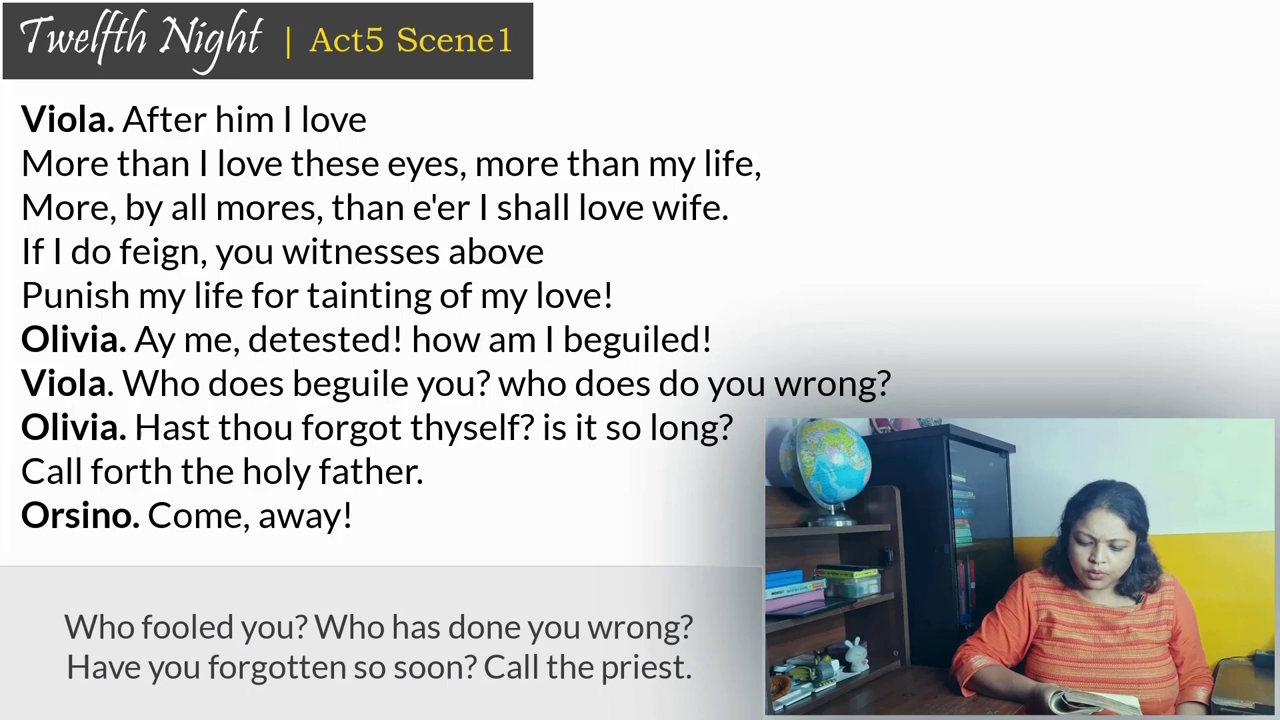 Twelfth Night | Act5 Scene1
Viola. After him I love
More than I love these eyes, more than my life,
More, by all mores, than e'er I shall love wife.
If I do feign, you witnesses above
Punish my life for tainting of my love!
Olivia. Ay me, detested! how am I beguiled!
Viola. Who does beguile you? who does do you wrong?
Olivia. Hast thou forgot thyself? is it so long?
Call forth the holy father.
Orsino. Come, away!
Who fooled you? Who has done you wrong?
Have you forgotten so soon? Call the priest.